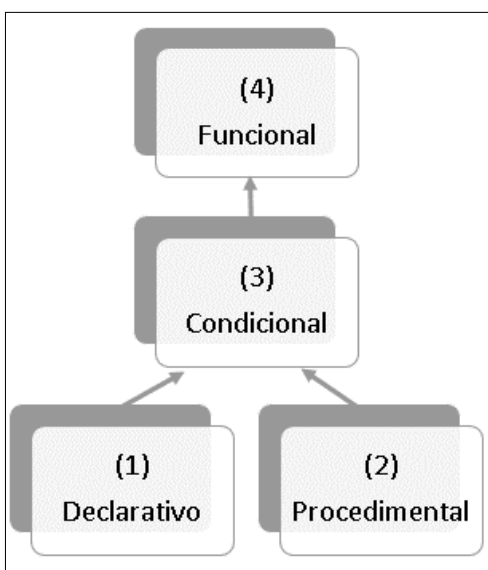 (4)
Funcional
(3)
Condicional
(1)
Declarativo
(2)
Procedimental